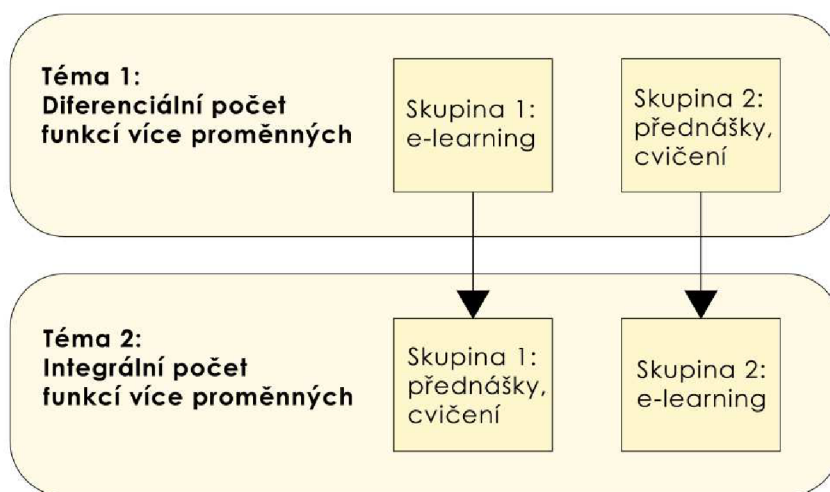 Téma 1:
Diferenciální počet
funkcí více proměnných
Skupina 1:
e-learning
Skupina 2:
přednášky,
cvičení
Téma 2:
Integrální počet
funkcí více proměnných
Skupina 1:
přednášky,
cvičení
Skupina 2:
e-learning